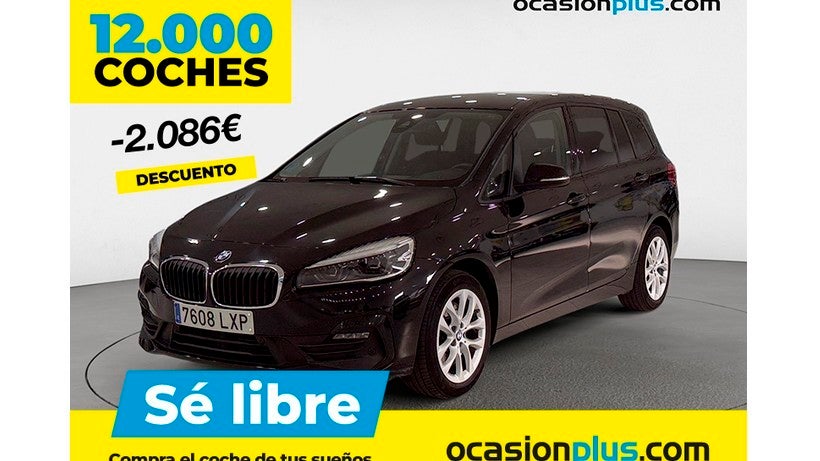 12.000
COCHES
-2.086€
DESCUENTO
ocasionplus.com
7608 LXP
Sé libre
Compra el coche de tus sueños
ocasionplus.com